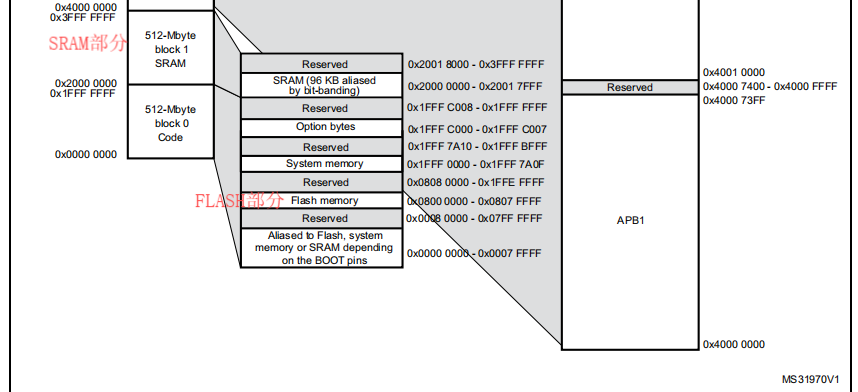 0x4000 0000
0x3FFF FFFF
SRAM部分
512-Mbyte
block 1
SRAM
0x2000 0000
0x1FFF FFFF
512-Mbyte
block 0
Code
0x0000 0000
Reserved
0x2001 8000 - 0x3FFF FFFF
SRAM (96 KB aliased
by bit-banding)
0x2000 0000 - 0x2001 7FFF
Reserved
0x1FFF C008 - 0x1FFF FFFF
Option bytes
0x1FFF C000 - 0x1FFF C007
Reserved
0x1FFF 7A10 - 0x1FFF BFFF
System memory
0x1FFF 0000 - 0x1FFF 7A0F
Reserved
0x0808 0000 - 0x1FFE FFFF
FLASH部分
Flash memory
0x0800 0000 - 0x0807 FFFF
Reserved
0x0008 0000 - 0x07FF FFFF
Aliased to Flash, system
memory or SRAM depending
on the BOOT pins
0x0000 0000 - 0x0007 FFFF
0x4001 0000
Reserved
0x4000 7400 - 0x4000 FFFF
0x4000 73FF
APB1
0x4000 0000
MS31970V1